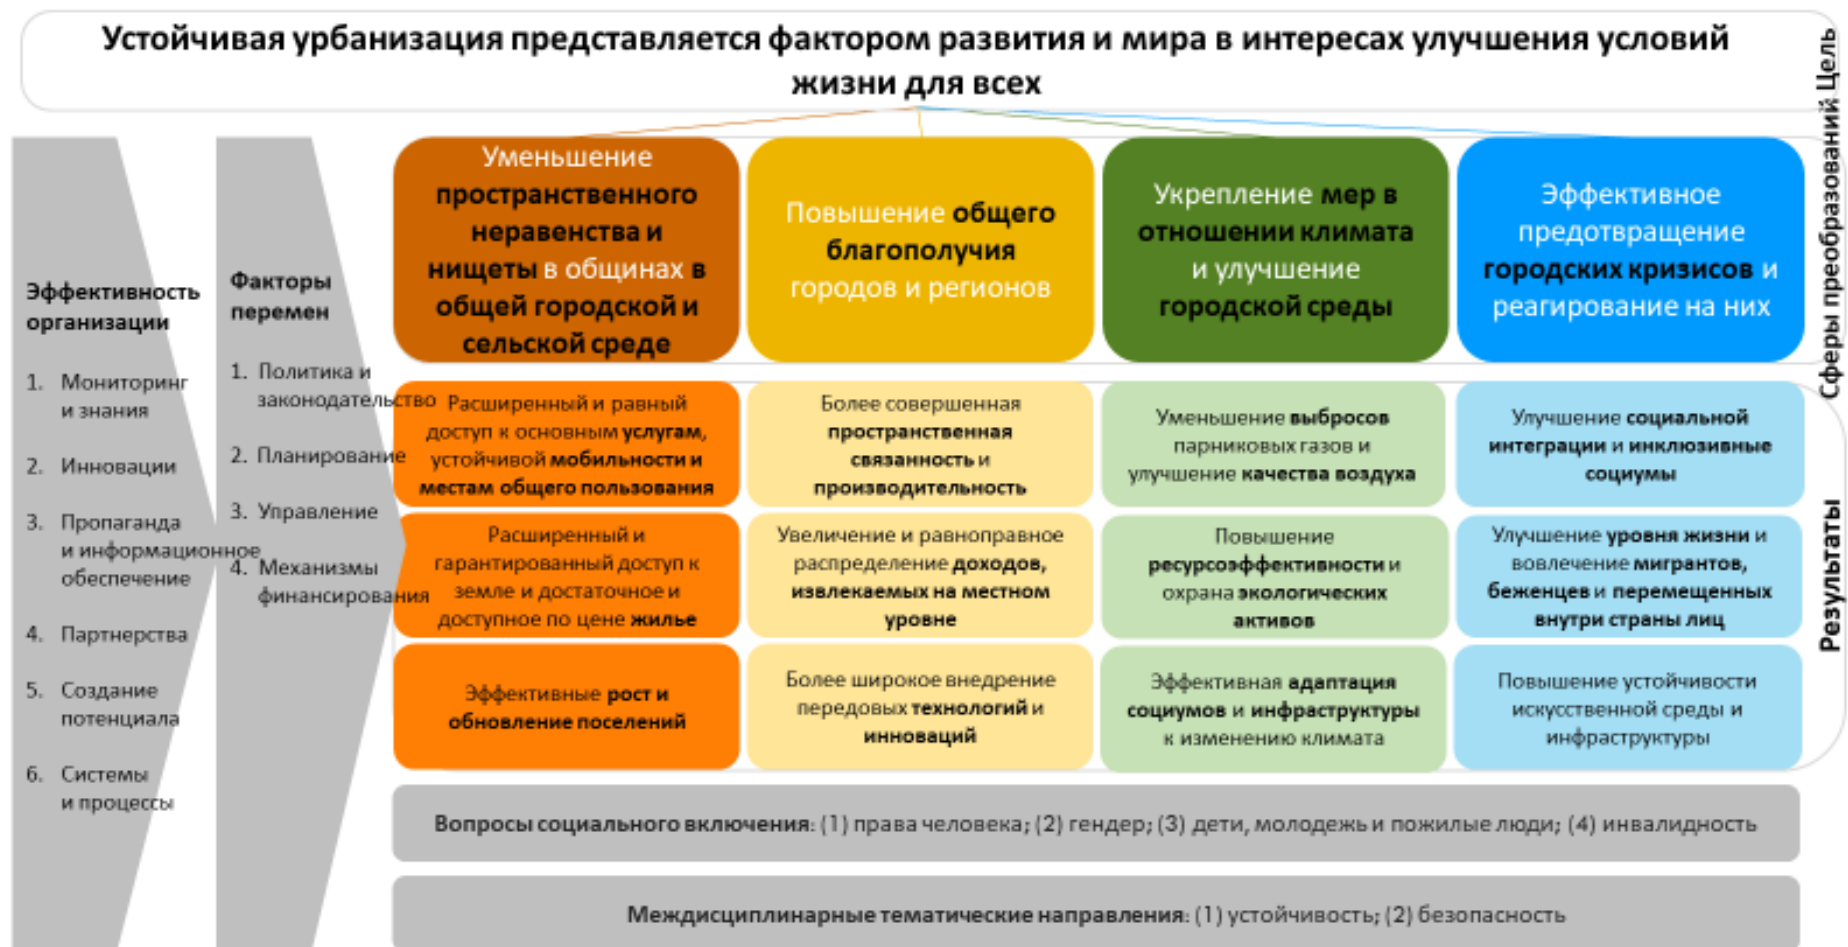 Устойчивая урбанизация представляется фактором развития и мира в интересах улучшения условий
жизни для всех
Цель
Сферы преобразований
Результаты
Эффективность
организации
1. Мониторинг
и знания
2. Инновации
3. Пропаганда
и информационное
обеспечение
4. Партнерства
5. Создание
потенциала
6. Системы
и процессы
Факторы
перемен
1. Политика и
законодательство
2. Планирование
3. Управление
4. Механизмы
финансирования
Уменьшение
пространственного
неравенства и
нищеты в общинах в
общей городской и
сельской среде
Повышение общего
благополучия
городов и регионов
Укрепление мер в
отношении климата
и улучшение
городской среды
Эффективное
предотвращение
городских кризисов и
реагирование на них
Расширенный и равный
доступ к основным услугам,
устойчивой мобильности и
местам общего пользования
Более совершенная
пространственная
связанность и
производительность
Уменьшение выбросов
парниковых газов и
улучшение качества воздуха
Улучшение социальной
интеграции и инклюзивные
социумы
Расширенный и
гарантированный доступ к
земле и достаточное и
доступное по цене жилье
Увеличение и равноправное
распределение доходов,
извлекаемых на местном
уровне
Повышение
ресурсоэффективности и
охрана экологических
активов
Улучшение уровня жизни и
вовлечение мигрантов,
беженцев и перемещенных
внутри страны лиц
Эффективные рост и
обновление поселений
Более широкое внедрение
передовых технологий и
инноваций
Эффективная адаптация
социумов и инфраструктуры
к изменению климата
Повышение устойчивости
искусственной среды и
инфраструктуры
Вопросы социального включения: (1) права человека; (2) гендер; (3) дети, молодежь и пожилые люди; (4) инвалидность
Междисциплинарные тематические направления: (1) устойчивость; (2) безопасность